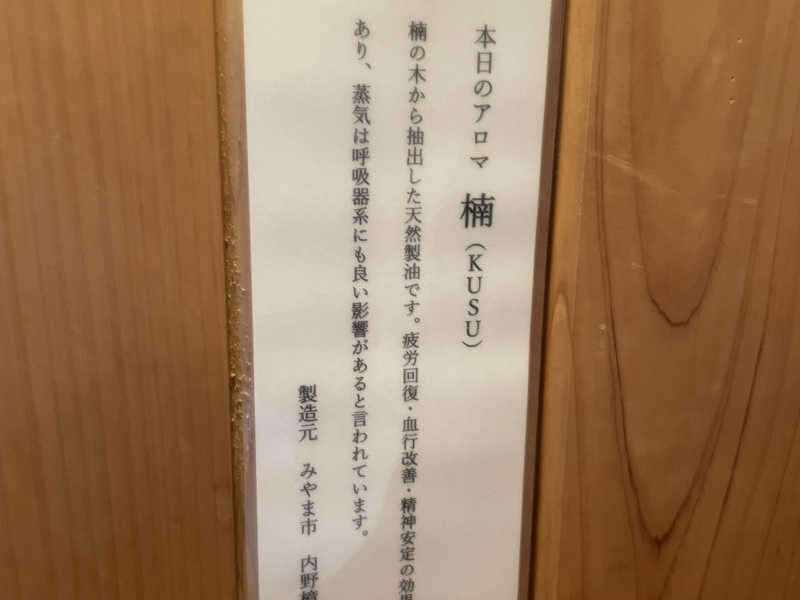 本日のアロマ 楠（KUSU）
楠の木から抽出した天然製油です。疲労回復・血行改善・精神安定の効果
あり、蒸気は呼吸器系にも良い影響があると言われています。
製造元 みやま市 内野樟